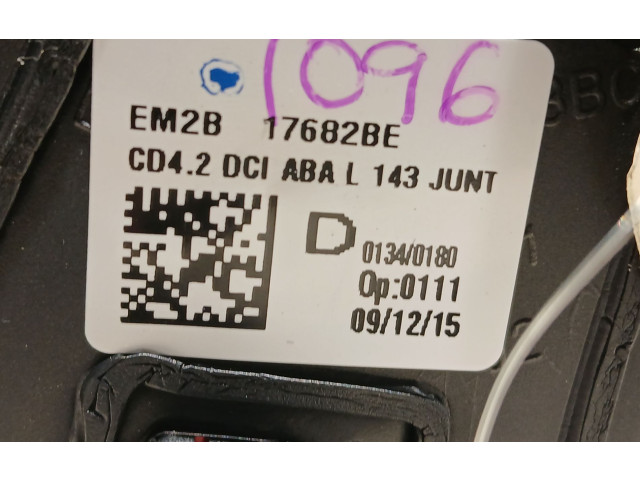 1096
EM2B 17682BE
CD4.2 DCI ABA L 143 JUNT
D 0134/0180
Op:0111
09/12/15